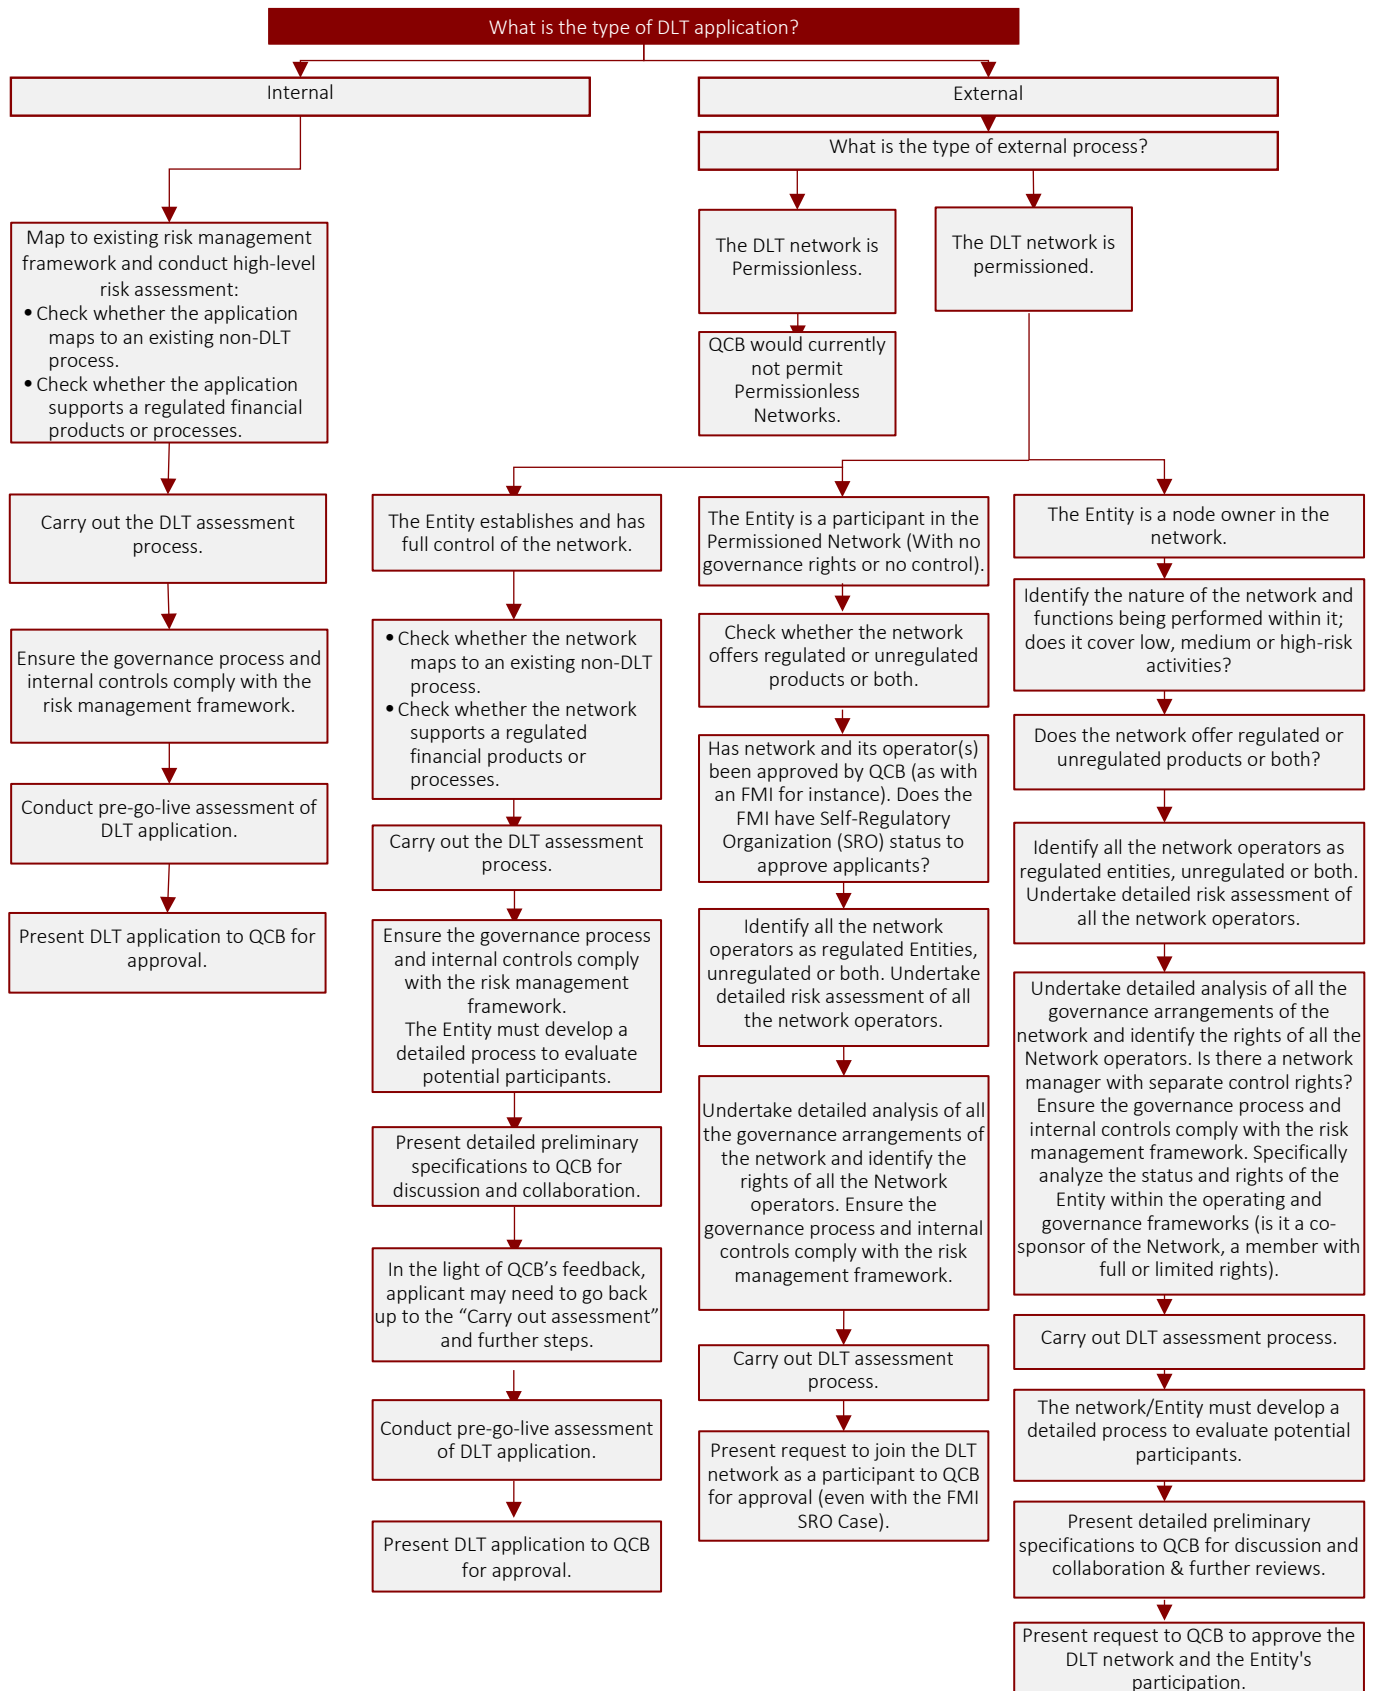 What is the type of DLT application?
Internal
External
What is the type of external process?
Map to existing risk management
framework and conduct high-level
risk assessment:
• Check whether the application
maps to an existing non-DLT
process.
• Check whether the application
supports a regulated financial
products or processes.
The DLT network is
Permissionless.
The DLT network is
permissioned.
QCB would currently
not permit
Permissionless
Networks.
Carry out the DLT assessment
process.
Ensure the governance process and
internal controls comply with the
risk management framework.
Conduct pre-go-live assessment of
DLT application.
Present DLT application to QCB for
approval.
The Entity establishes and has
full control of the network.
• Check whether the network
maps to an existing non-DLT
process.
• Check whether the network
supports a regulated
financial products or
processes.
Carry out the DLT assessment
process.
Ensure the governance process
and internal controls comply
with the risk management
framework.
The Entity must develop a
detailed process to evaluate
potential participants.
Present detailed preliminary
specifications to QCB for
discussion and collaboration.
In the light of QCB’s feedback,
applicant may need to go back
up to the “Carry out assessment”
and further steps.
Conduct pre-go-live assessment
of DLT application.
Present DLT application to QCB
for approval.
The Entity is a participant in the
Permissioned Network (With no
governance rights or no control).
Check whether the network
offers regulated or unregulated
products or both.
Has network and its operator(s)
been approved by QCB (as with
an FMI for instance). Does the
FMI have Self-Regulatory
Organization (SRO) status to
approve applicants?
Identify all the network
operators as regulated Entities,
unregulated or both. Undertake
detailed risk assessment of all
the network operators.
Undertake detailed analysis of all
the governance arrangements of
the network and identify the
rights of all the Network
operators. Ensure the
governance process and internal
controls comply with the risk
management framework.
Carry out DLT assessment
process.
Present request to join the DLT
network as a participant to QCB
for approval (even with the FMI
SRO Case).
The Entity is a node owner in the
network.
Identify the nature of the network and
functions being performed within it;
does it cover low, medium or high-risk
activities?
Does the network offer regulated or
unregulated products or both?
Identify all the network operators as
regulated entities, unregulated or both.
Undertake detailed risk assessment of
all the network operators.
Undertake detailed analysis of all the
governance arrangements of the
network and identify the rights of all the
Network operators. Is there a network
manager with separate control rights?
Ensure the governance process and
internal controls comply with the risk
management framework. Specifically
analyze the status and rights of the
Entity within the operating and
governance frameworks (is it a co-
sponsor of the Network, a member with
full or limited rights).
Carry out DLT assessment process.
The network/Entity must develop a
detailed process to evaluate potential
participants.
Present detailed preliminary
specifications to QCB for discussion and
collaboration & further reviews.
Present request to QCB to approve the
DLT network and the Entity's
participation.